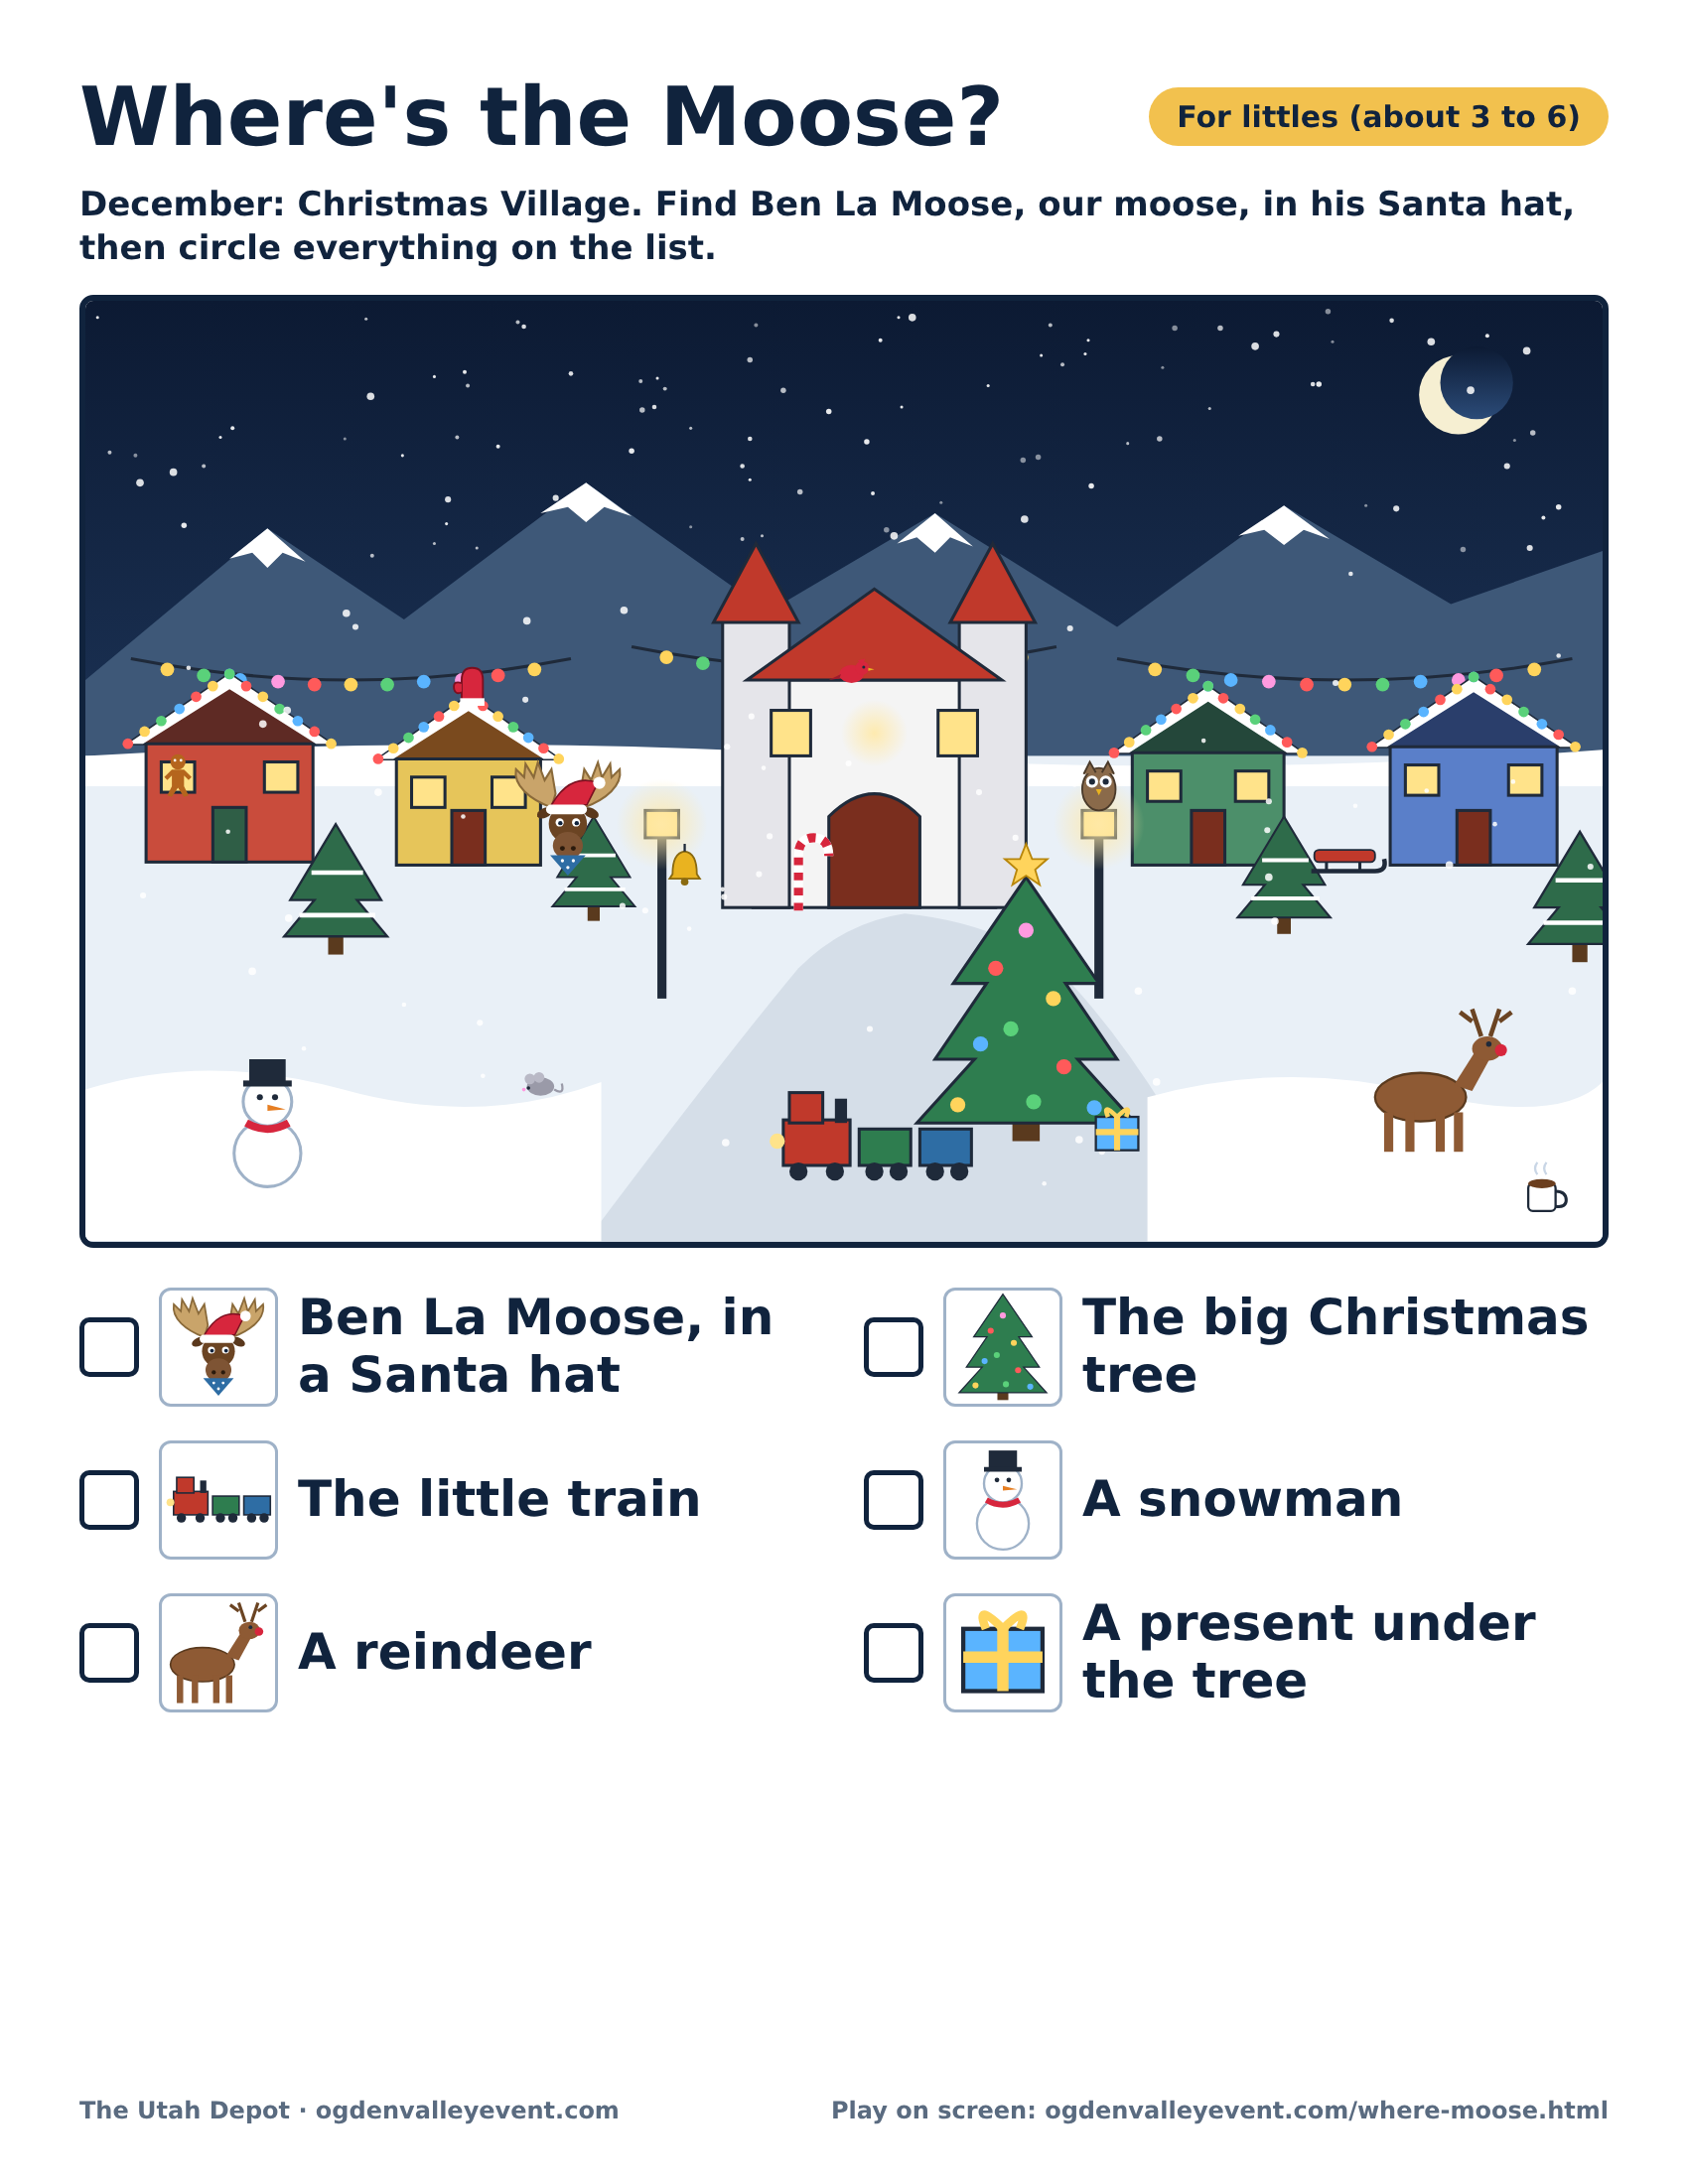 Where's the Moose?
For littles (about 3 to 6)
December: Christmas Village. Find Ben La Moose, our moose, in his Santa hat,
then circle everything on the list.
Ben La Moose, in
a Santa hat
The big Christmas
tree
The little train
A snowman
A reindeer
A present under
the tree
The Utah Depot · ogdenvalleyevent.com
Play on screen: ogdenvalleyevent.com/where-moose.html